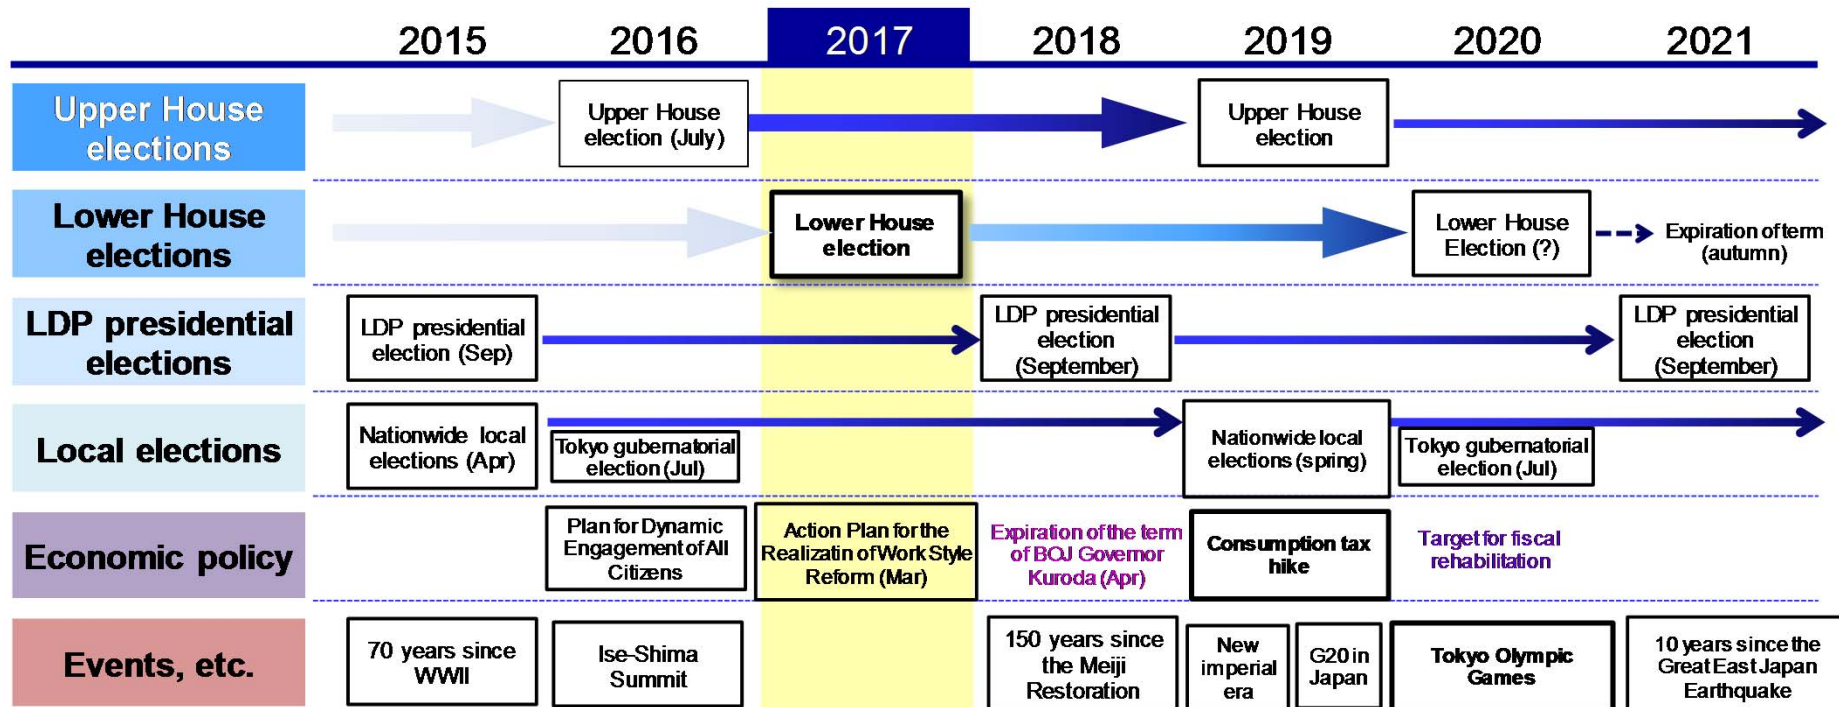 2015 2016 2017 2018 2019 2020 2021
Upper House
elections
Upper House
election (July)
Upper House
election
Lower House
elections
Lower House
election
Lower House
Election (?)
Expiration of term
(autumn)
LDP presidential
elections
LDP presidential
election (Sep)
LDP presidential
election
(September)
LDP presidential
election
(September)
Local elections
Nationwide local
elections (Apr)
Tokyo gubernatorial
election (Jul)
Nationwide local
elections (spring)
Tokyo gubernatorial
election (Jul)
Economic policy
Plan for Dynamic
Engagement of All
Citizens
Action Plan for the
Realizatin of Work Style
Reform (Mar)
Expiration of the term
of BOJ Governor
Kuroda (Apr)
Consumption tax
hike
Target for fiscal
rehabilitation
Events, etc.
70 years since
WWII
Ise-Shima
Summit
150 years since
the Meiji
Restoration
New
imperial
era
G20 in
Japan
Tokyo Olympic
Games
10 years since the
Great East Japan
Earthquake